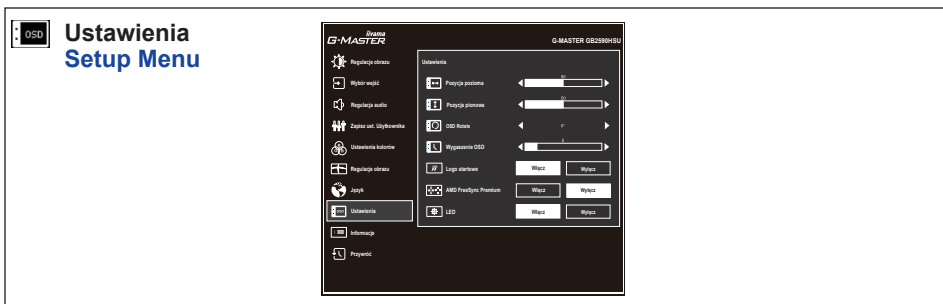 OSD
Ustawienia
Setup Menu
iiyama
G-MASTER
G-MASTER GB2590HSU
Regulacje obrazu
Wybór wejść
Regulacja audio
Zapisz ust. Użytkownika
Ustawienia kolorów
Regulacje obrazu
Język
OSD
Ustawienia
Informacje
Przywróć
Ustawienia
Pozycja pozioma
50
Pozycja pionowa
50
OSD Rotate
0°
Wygaszenie OSD
Logo startowe
Włącz
Wyłącz
AMD FreeSync Premium
Włącz
Wyłącz
LED
Włącz
Wyłącz